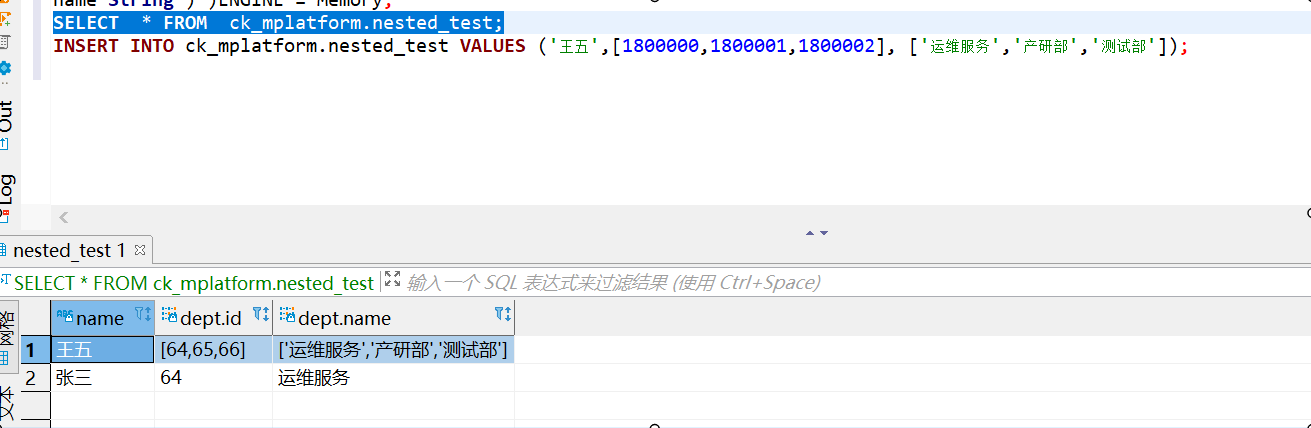 name String ) )ENGINE = Memory;
SELECT  * FROM  ck_mplatform.nested_test;
INSERT INTO ck_mplatform.nested_test VALUES ('王五',[1800000,1800001,1800002], ['运维服务','产研部','测试部']);
Out
Log
nested_test 1
SELECT * FROM ck_mplatform.nested_test
输入一个 SQL 表达式来过滤结果 (使用 Ctrl+Space)
网格
文本
name dept.id dept.name
1 王五 [64,65,66] ['运维服务','产研部','测试部']
2 张三 64 运维服务